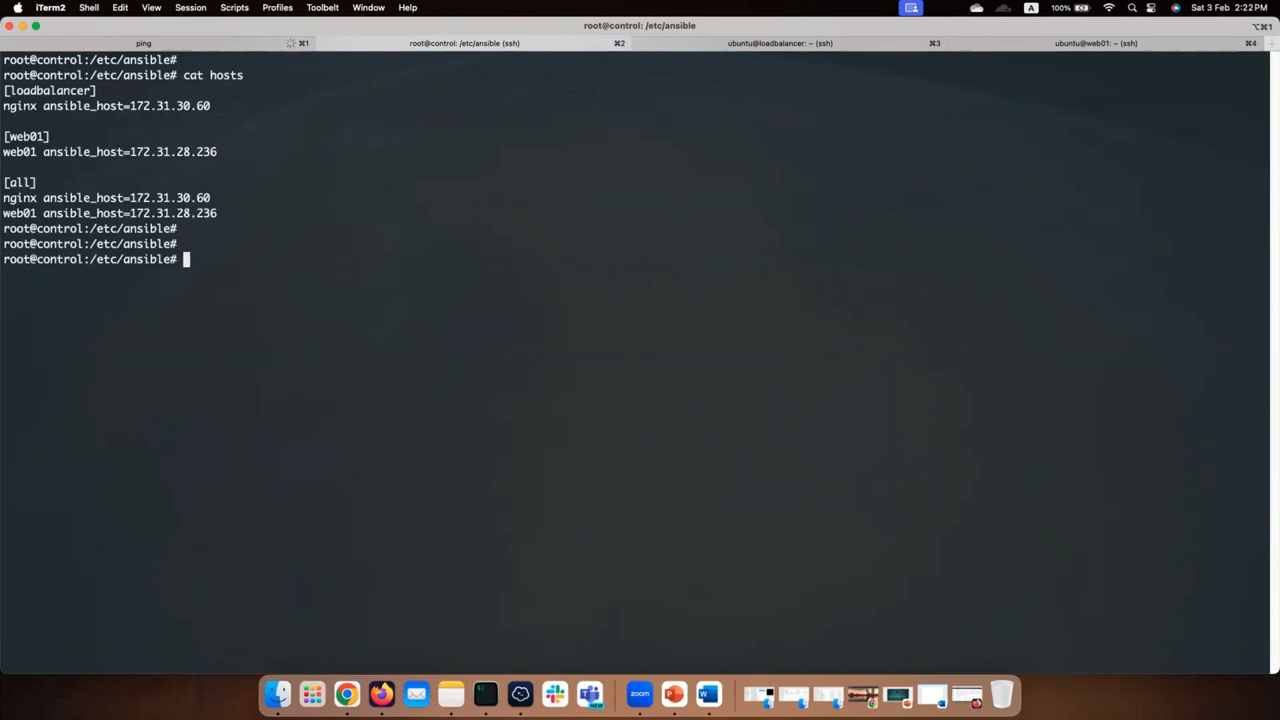 iTerm2 Shell Edit View Session Scripts Profiles Toolbelt Window Help A 100% Sat 3 Feb 2:22 PM
root@control: /etc/ansible
⌥⌘1
ping ⌘1 root@control: /etc/ansible (ssh) ⌘2 ubuntu@loadbalancer: ~ (ssh) ⌘3 ubuntu@web01: ~ (ssh) ⌘4
root@control:/etc/ansible#
root@control:/etc/ansible# cat hosts
[loadbalancer]
nginx ansible_host=172.31.30.60
[web01]
web01 ansible_host=172.31.28.236
[all]
nginx ansible_host=172.31.30.60
web01 ansible_host=172.31.28.236
root@control:/etc/ansible#
root@control:/etc/ansible#
root@control:/etc/ansible#
zoom
NEW